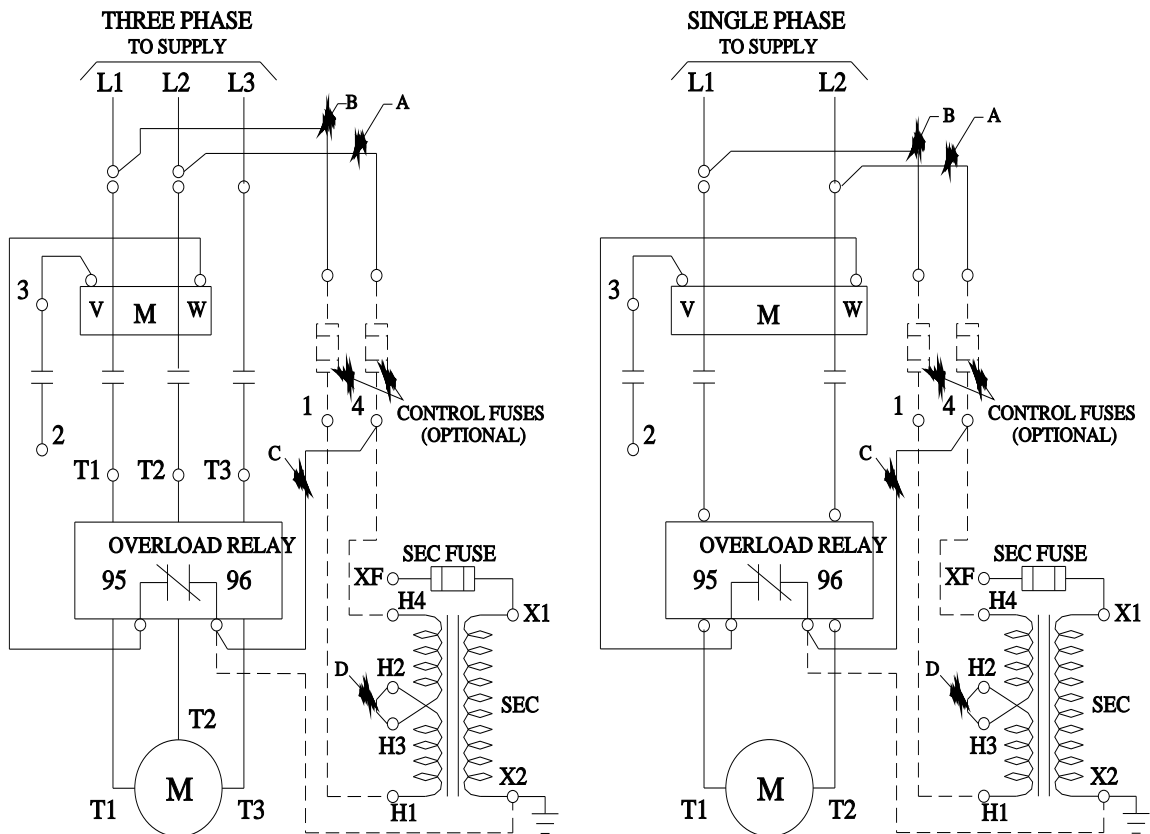 THREE PHASE
TO SUPPLY
L1 L2 L3
B A
3
V M W
2
1 4
CONTROL FUSES
(OPTIONAL)
C
T1 T2 T3
OVERLOAD RELAY
95 96
SEC FUSE
XF
H4 X1
D H2
SEC
H3
T2
X2
M
T1 T3
H1
SINGLE PHASE
TO SUPPLY
L1 L2
B A
3
V M W
2
1 4
CONTROL FUSES
(OPTIONAL)
C
OVERLOAD RELAY
95 96
SEC FUSE
XF
H4 X1
D H2
SEC
H3
X2
M
T1 T2
H1